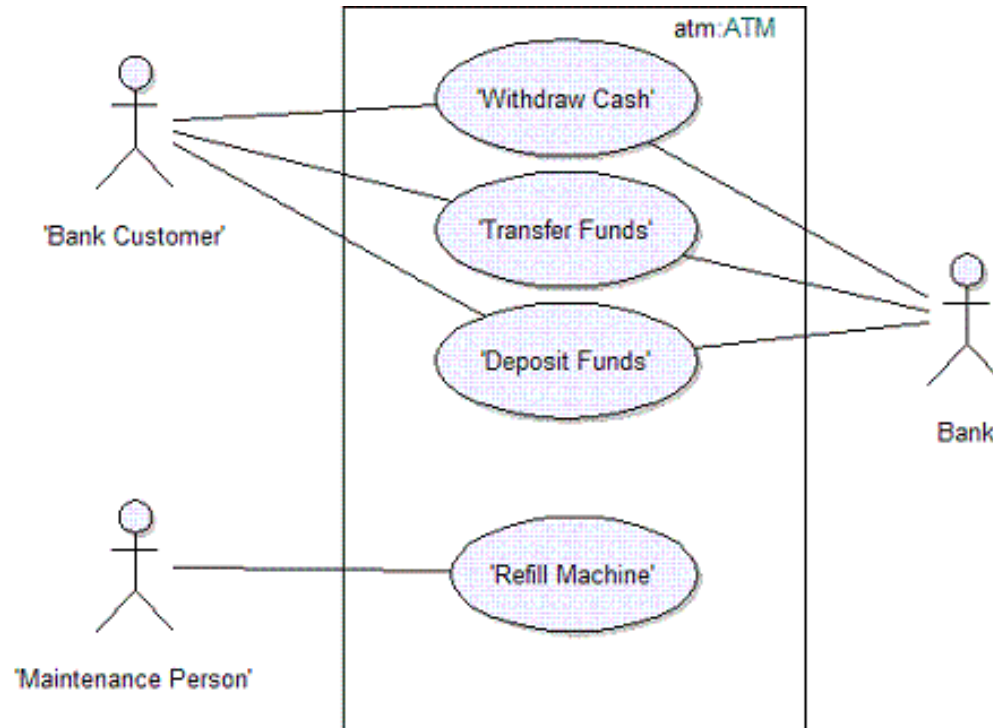 atm:ATM
'Withdraw Cash'
'Transfer Funds'
'Bank Customer'
'Deposit Funds'
Bank
'Refill Machine'
'Maintenance Person'